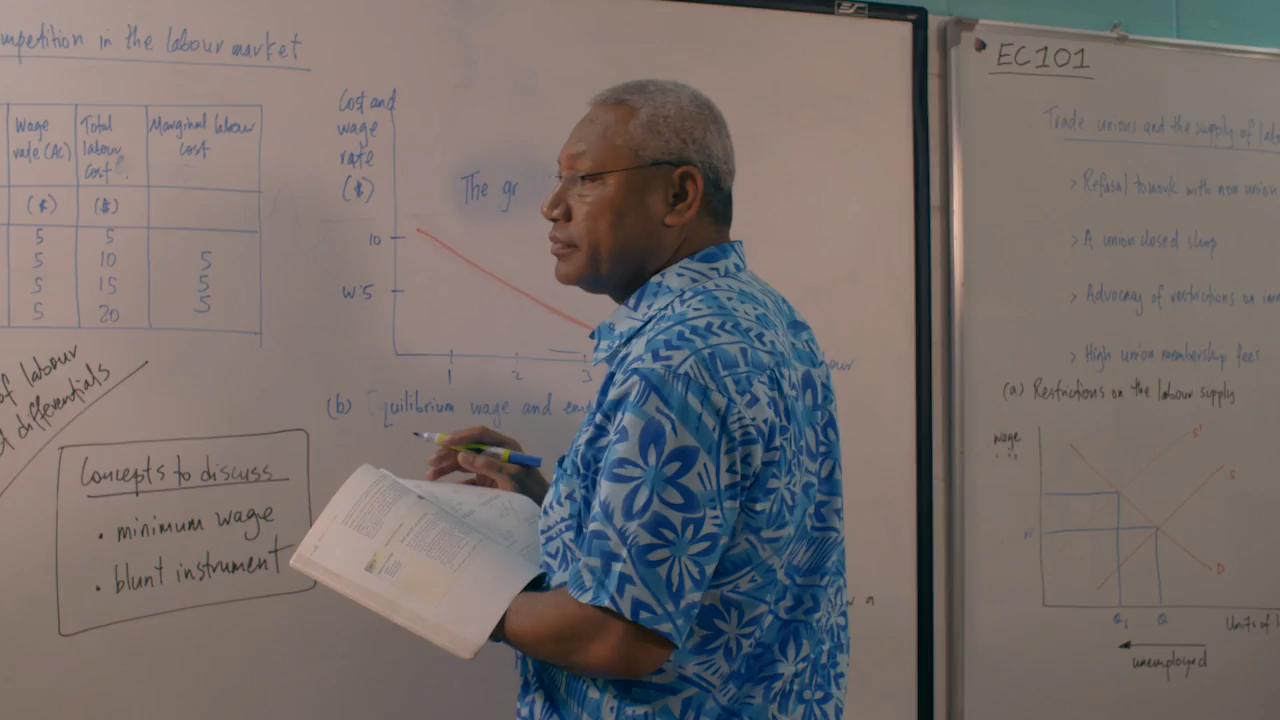 mpetition in the labour market
Wage rate (AC)
Total labour cost
Marginal labour cost
($) ($)
5 5
5 10 5
5 15 5
5 20 5
of labour
differentials
Concepts to discuss
• minimum wage
• blunt instrument
Cost and
wage
rate
($)
The gr
10
W:5
1 2 3
(b) Equilibrium wage and em
EC101
Trade unions and the supply of lab
> Refusal to work with non union
> A union closed shop
> Advocacy of restrictions on
> High union membership fees
(a) Restrictions on the labour supply
wage
S'
S
W
D
Q1 Q
Units of
unemployed